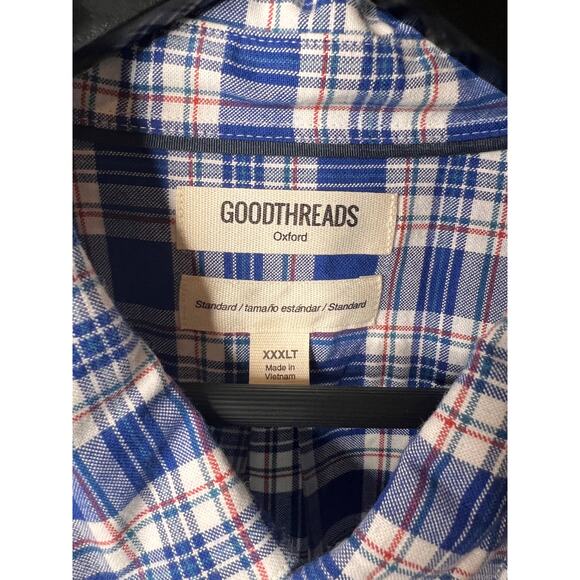 GOODTHREADS
Oxford
Standard / tamaño estándar / Standard
XXXLT
Made in
Vietnam